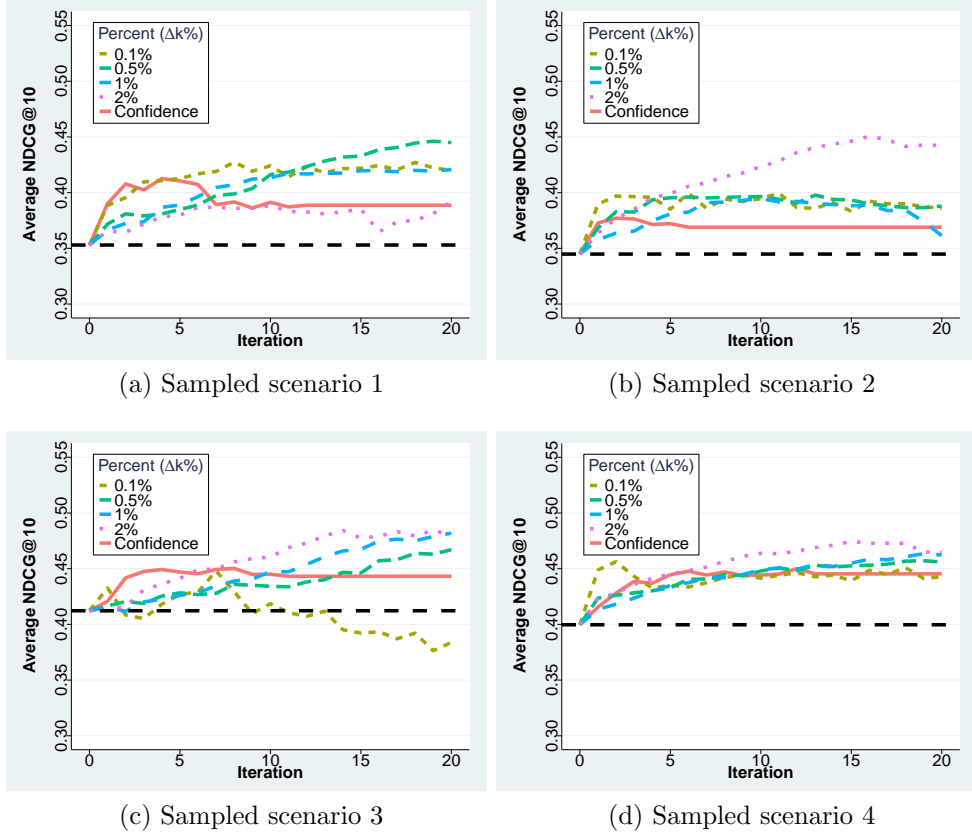 0.55
0.50
0.45
0.40
0.35
0.30
Average NDCG@10
Percent (Δk%)
0.1%
0.5%
1%
2%
Confidence
0 5 10 15 20
Iteration
(a) Sampled scenario 1
0.55
0.50
0.45
0.40
0.35
0.30
Average NDCG@10
Percent (Δk%)
0.1%
0.5%
1%
2%
Confidence
0 5 10 15 20
Iteration
(b) Sampled scenario 2
0.55
0.50
0.45
0.40
0.35
0.30
Average NDCG@10
Percent (Δk%)
0.1%
0.5%
1%
2%
Confidence
0 5 10 15 20
Iteration
(c) Sampled scenario 3
0.55
0.50
0.45
0.40
0.35
0.30
Average NDCG@10
Percent (Δk%)
0.1%
0.5%
1%
2%
Confidence
0 5 10 15 20
Iteration
(d) Sampled scenario 4